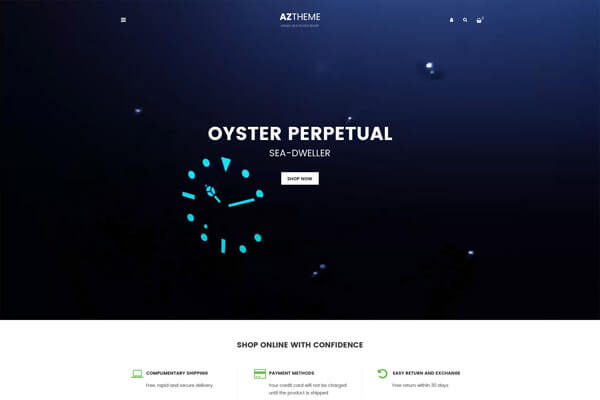 AZTHEME
OYSTER PERPETUAL
SEA-DWELLER
SHOP NOW
SHOP ONLINE WITH CONFIDENCE
COMPLIMENTARY SHIPPING
Free, rapid and secure delivery
PAYMENT METHODS
Your credit card will not be charged
until the product is shipped
EASY RETURN AND EXCHANGE
Free return within 30 days